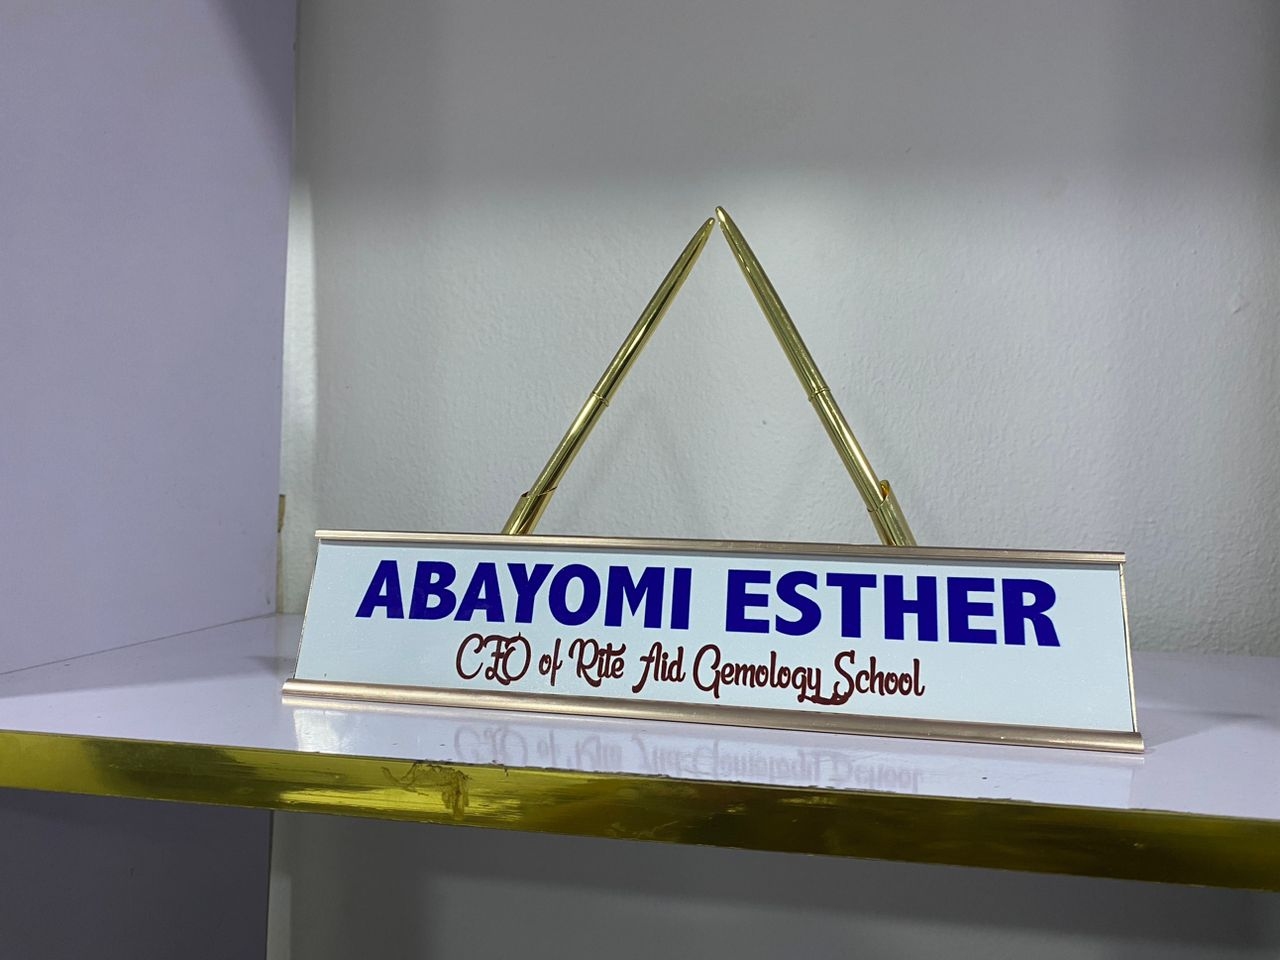 ABAYOMI ESTHER
CEO of Rite Aid Gemology School